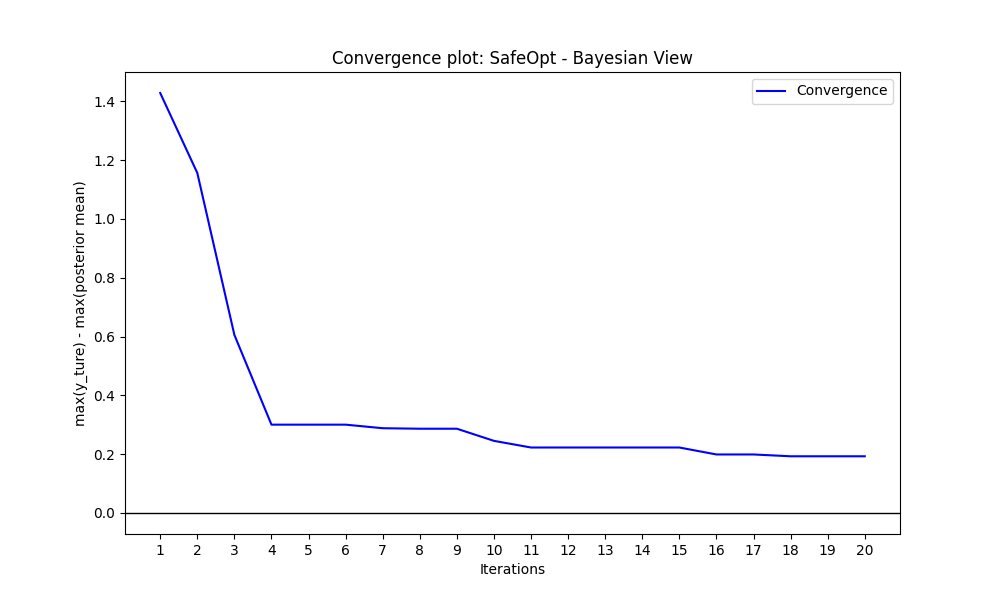 Convergence plot: SafeOpt - Bayesian View
Convergence
max(y_ture) - max(posterior mean)
1.4
1.2
1.0
0.8
0.6
0.4
0.2
0.0
1 2 3 4 5 6 7 8 9 10 11 12 13 14 15 16 17 18 19 20
Iterations